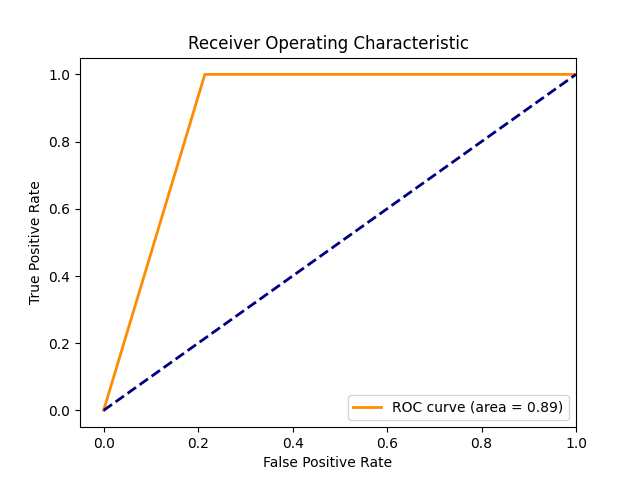 Receiver Operating Characteristic
True Positive Rate
1.0
0.8
0.6
0.4
0.2
0.0
ROC curve (area = 0.89)
0.0 0.2 0.4 0.6 0.8 1.0
False Positive Rate